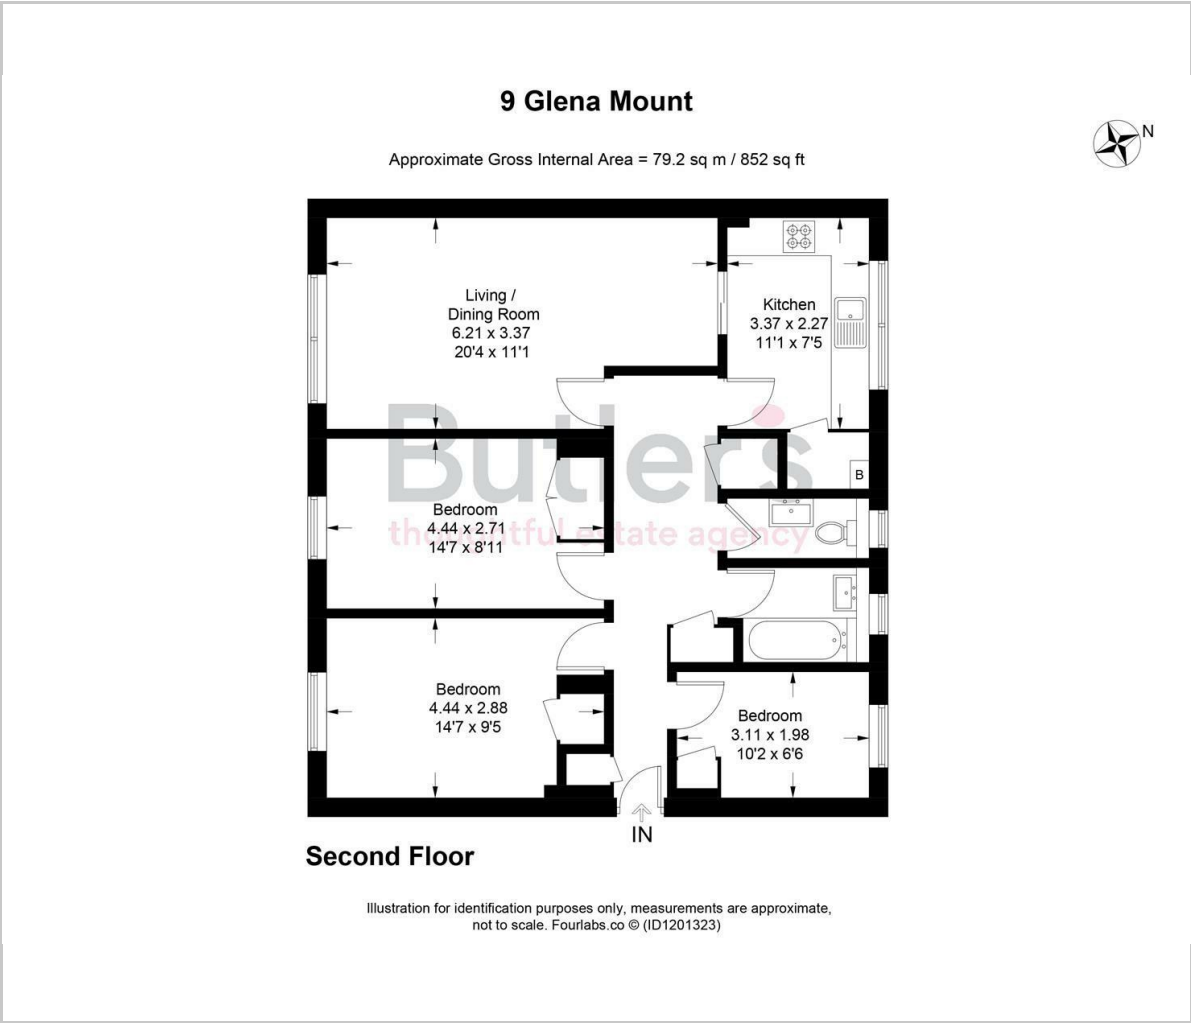 9 Glena Mount
N
Approximate Gross Internal Area = 79.2 sq m / 852 sq ft
Living /
Dining Room
6.21 x 3.37
20'4 x 11'1
Kitchen
3.37 x 2.27
11'1 x 7'5
Butler's
thoughtful estate agency
B
Bedroom
4.44 x 2.71
14'7 x 8'11
Bedroom
4.44 x 2.88
14'7 x 9'5
Bedroom
3.11 x 1.98
10'2 x 6'6
IN
Second Floor
Illustration for identification purposes only, measurements are approximate,
not to scale. Fourlabs.co © (ID1201323)